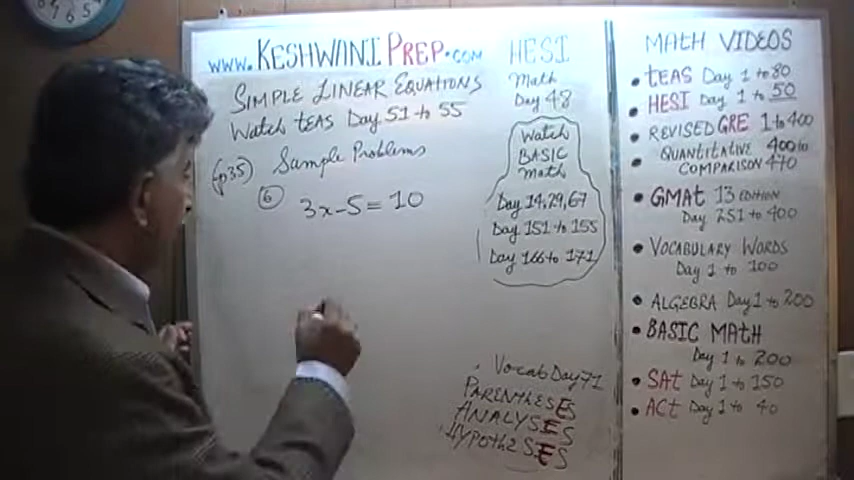 www.KESHWANIPREP.COM
HESI
SIMPLE LINEAR EQUATIONS
Math
Day 48
Watch TEAS Day 51 to 55
(p35) Sample Problems
6 3x-5=10
Watch
BASIC
Math
Day 14,29,67
Day 151 to 155
Day 166 to 171
Vocab Day 71
PARENTHESES
ANALYSES
HYPOTHESES
MATH VIDEOS
• TEAS Day 1 to 80
• HESI Day 1 to 50
• REVISED GRE 1 to 400
• QUANTITATIVE 400 to
COMPARISON 470
• GMAT 13 EDITION
Day 251 to 400
• VOCABULARY WORDS
Day 1 to 100
• ALGEBRA Day 1 to 200
• BASIC MATH
Day 1 to 200
• SAT Day 1 to 150
• ACT Day 1 to 40